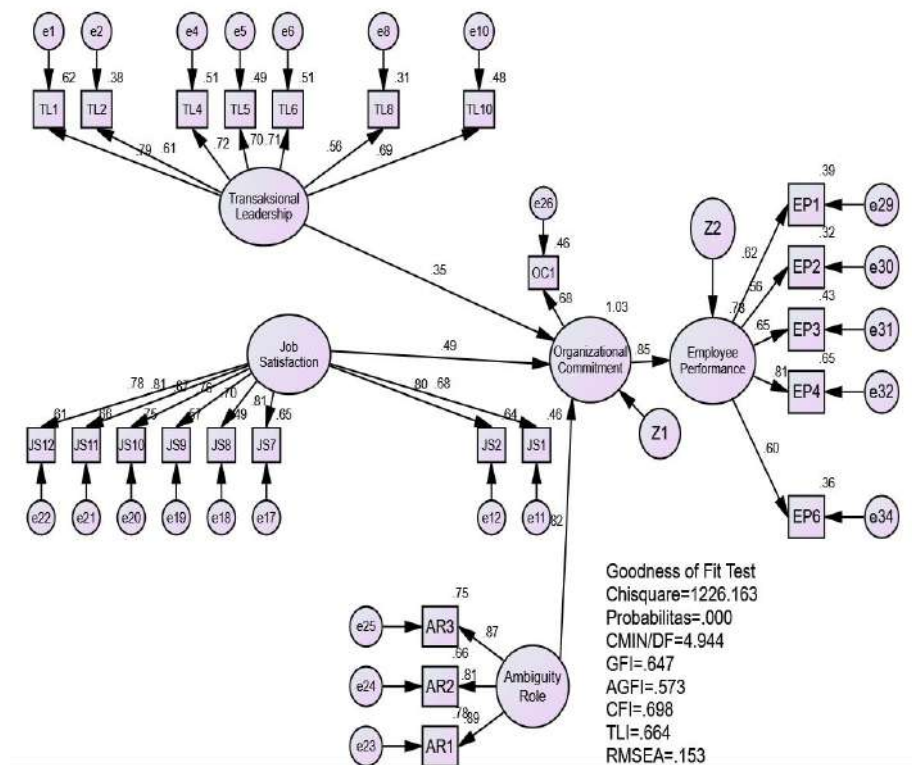 e1 e2 e4 e5 e6 e8 e10
.62 .38 .51 .49 .51 .31 .48
TL1 TL2 TL4 TL5 TL6 TL8 TL10
.79 .61 .72 .70 .71 .56 .69
Transaksional
Leadership
.35
e26
.46
OC1
.68
1.03
Organizational
Commitment
Z1
.85
Job
Satisfaction
.49
.78 .81 .87 .76 .70 .81 .80 .68
.61 .66 .75 .57 .49 .65 .64 .46
JS12 JS11 JS10 JS9 JS8 JS7 JS2 JS1
e22 e21 e20 e19 e18 e17 e12 e11
Z2
.78
Employee
Performance
.39
EP1 e29
.62
.32
EP2 e30
.56
.43
EP3 e31
.65
.65
EP4 e32
.81
.60
.36
EP6 e34
.82
.75
e25 AR3
.87
.66
e24 AR2
.81
.78
.89
e23 AR1
Ambiguity
Role
Goodness of Fit Test
Chisquare=1226.163
Probabilitas=.000
CMIN/DF=4.944
GFI=.647
AGFI=.573
CFI=.698
TLI=.664
RMSEA=.153